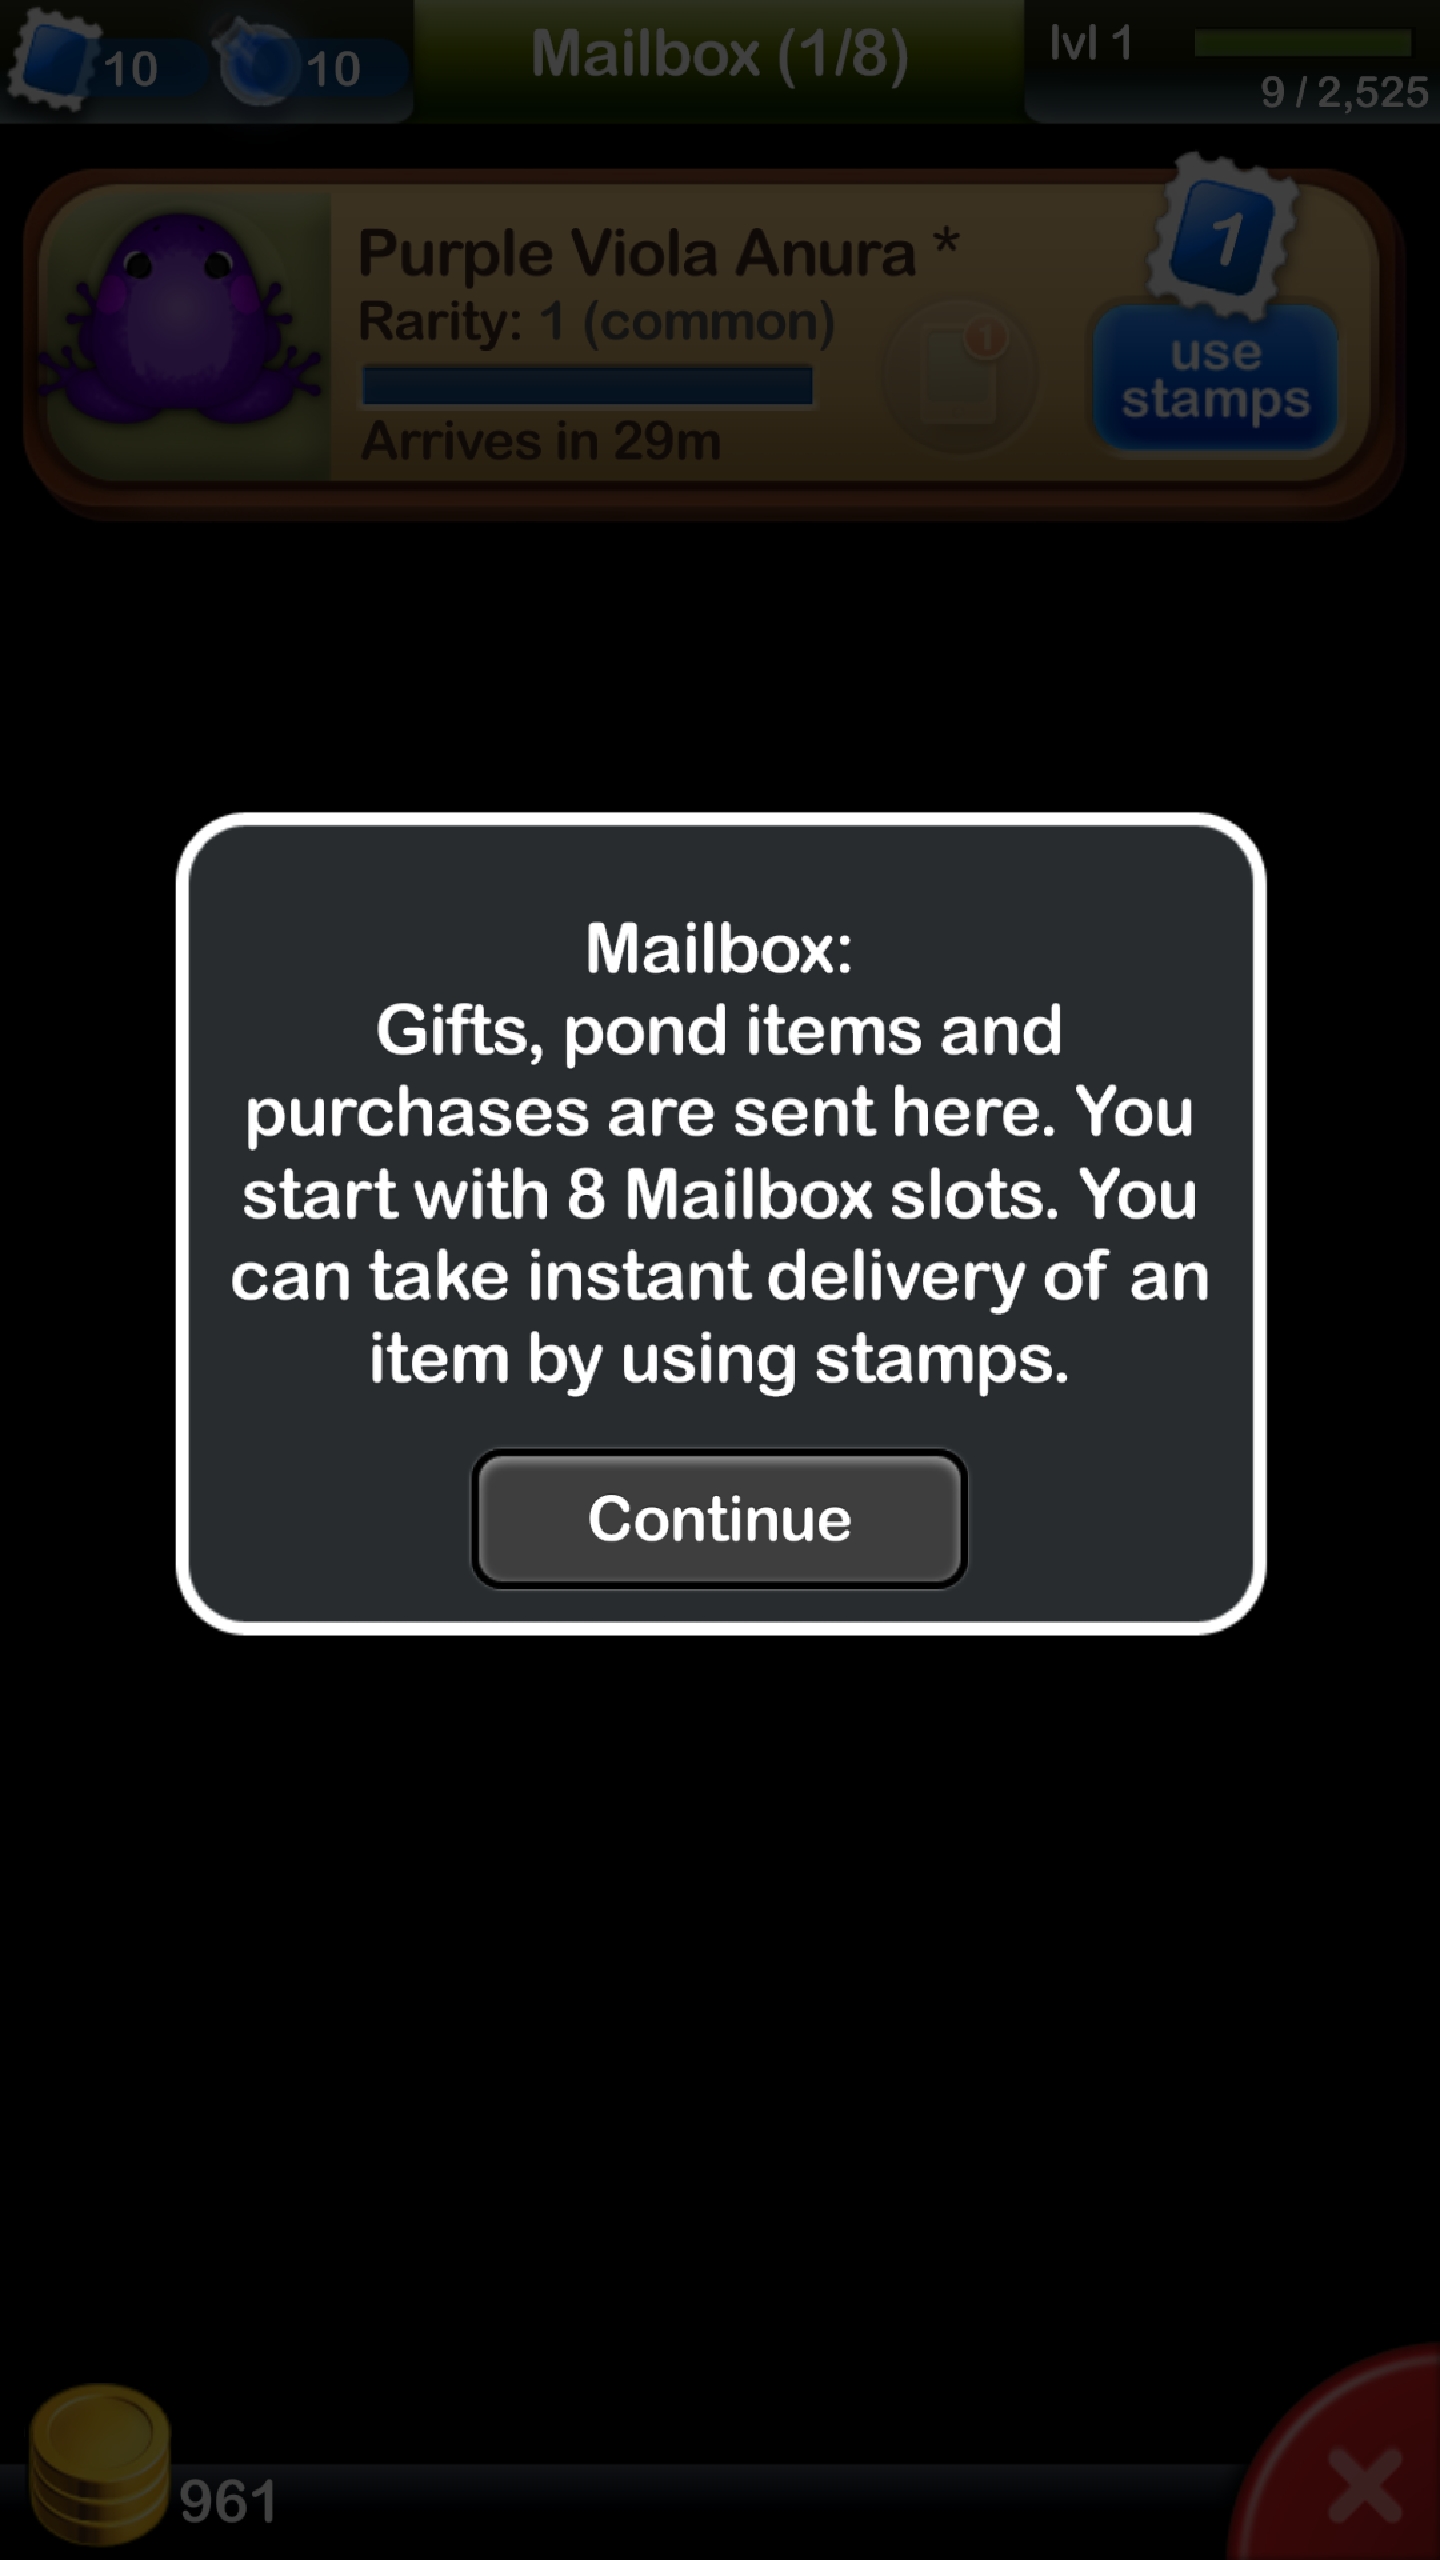 10
10
Mailbox (1/8)
lvl 1
9 / 2,525
Purple Viola Anura *
Rarity: 1 (common)
Arrives in 29m
1
1
use
stamps
Mailbox:
Gifts, pond items and
purchases are sent here. You
start with 8 Mailbox slots. You
can take instant delivery of an
item by using stamps.
Continue
961